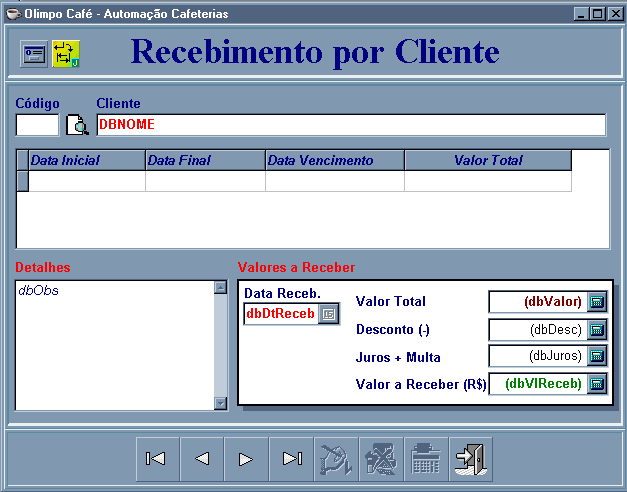 Olimpo Café - Automação Cafeterias
Recebimento por Cliente
Código Cliente
DBNOME
Data Inicial Data Final Data Vencimento Valor Total
Detalhes
dbObs
Valores a Receber
Data Receb.
dbDtReceb
Valor Total (dbValor)
Desconto (-) (dbDesc)
Juros + Multa (dbJuros)
Valor a Receber (R$) (dbVlReceb)